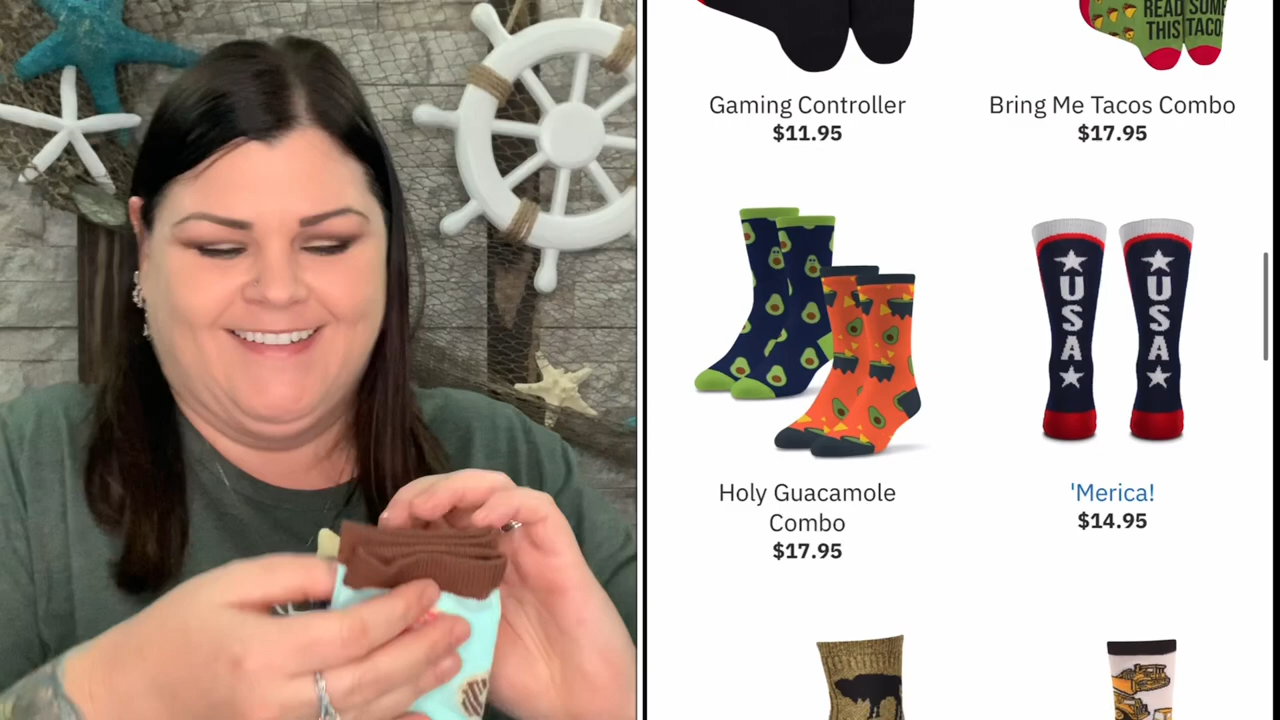 READ SOME
THIS TACO
Gaming Controller
$11.95
Bring Me Tacos Combo
$17.95
USA
USA
Holy Guacamole
Combo
$17.95
'Merica!
$14.95